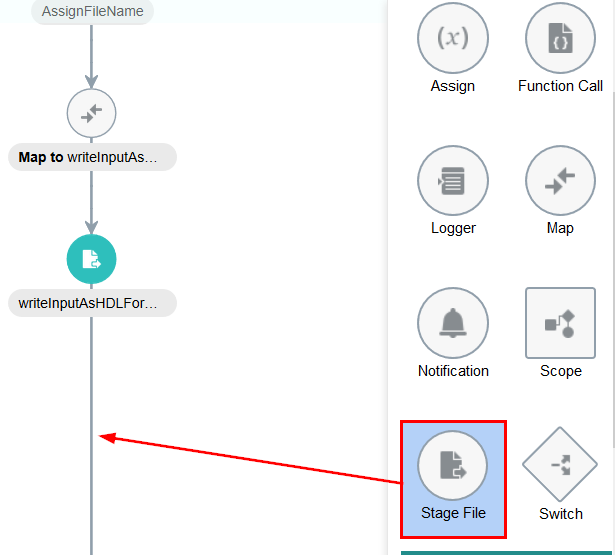 AssignFileName
Map to writeInputAs...
writeInputAsHDLFor...
Assign
Function Call
Logger
Map
Notification
Scope
Stage File
Switch